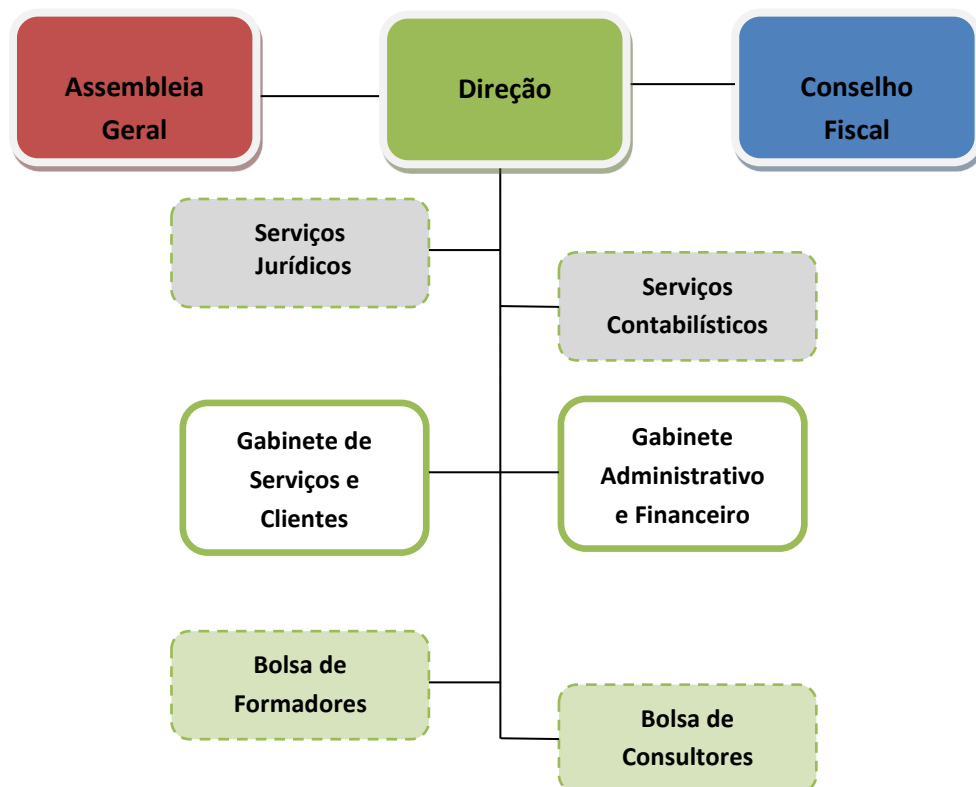 Assembleia
Geral
Direção
Conselho
Fiscal
Serviços
Jurídicos
Serviços
Contabilísticos
Gabinete de
Serviços e
Clientes
Gabinete
Administrativo
e Financeiro
Bolsa de
Formadores
Bolsa de
Consultores